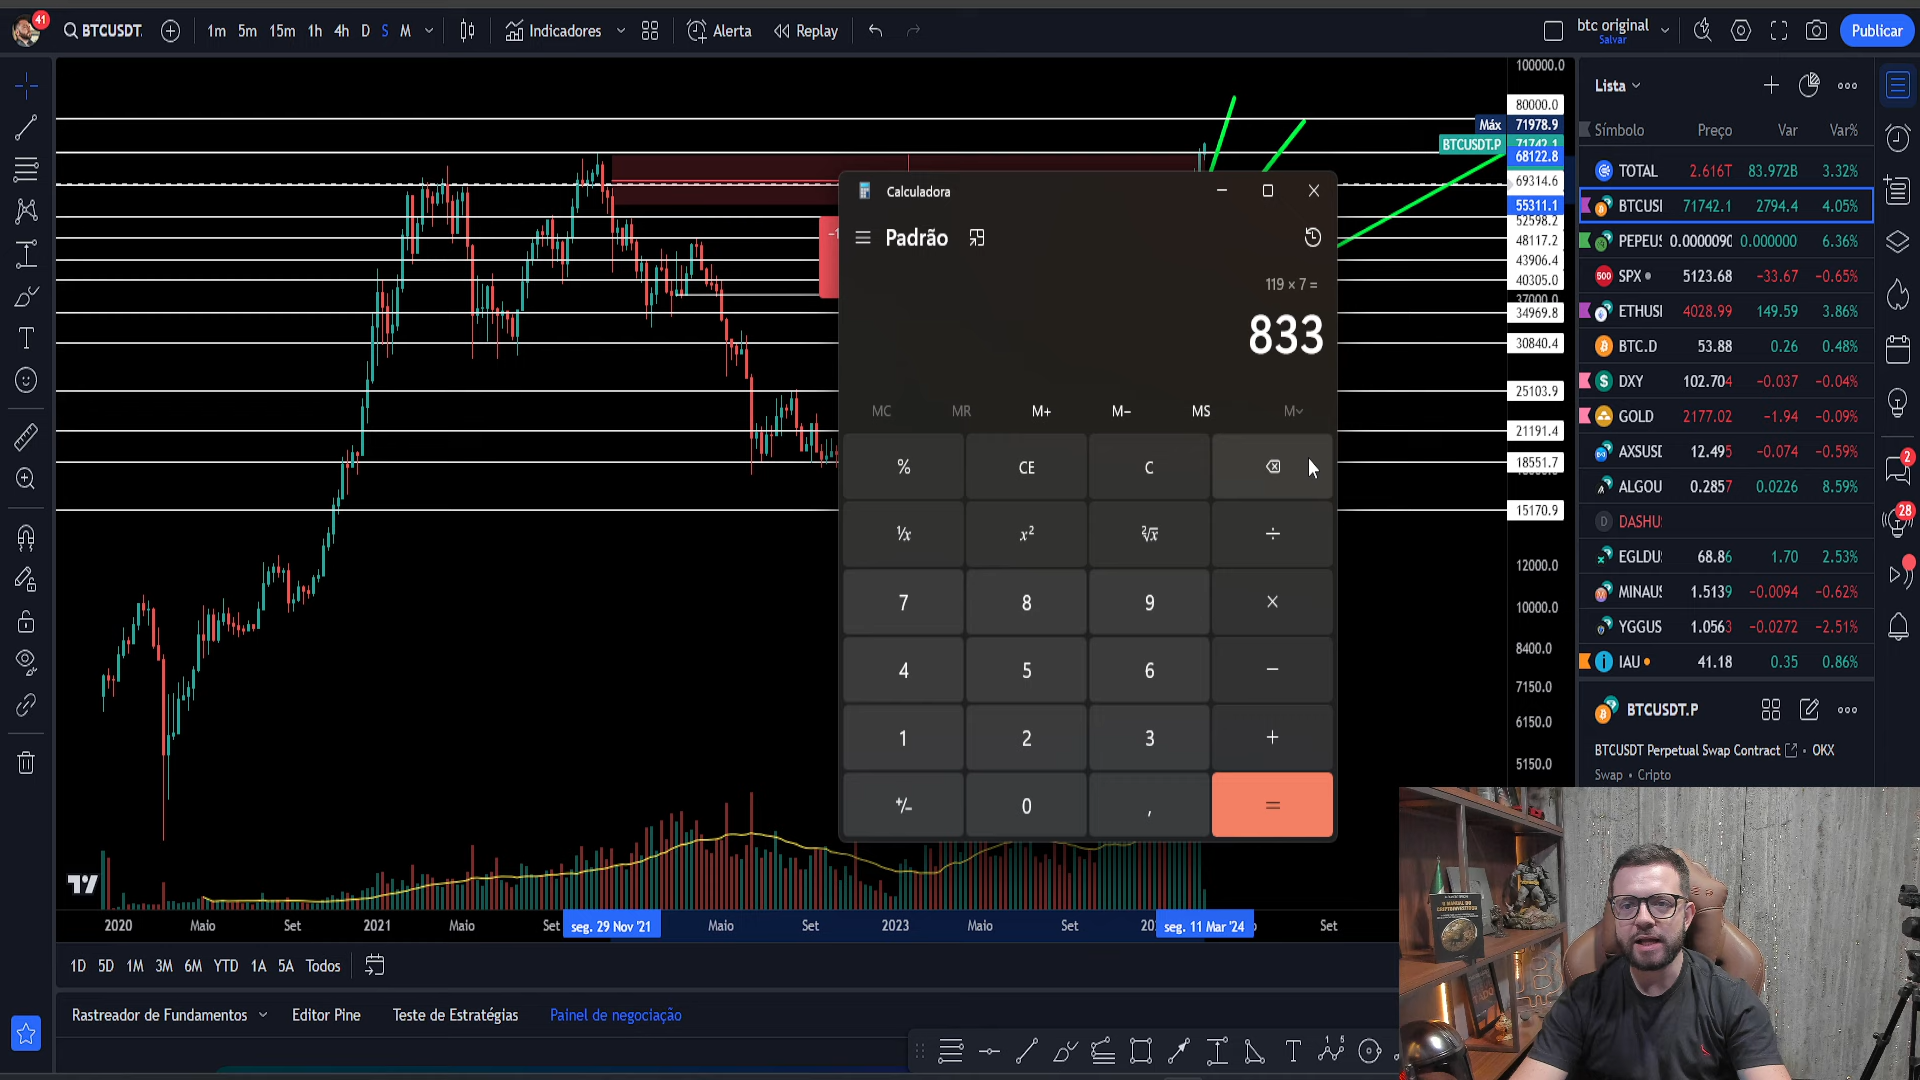 41
BTCUSDT.
1m 5m 15m 1h 4h D S M
Indicadores
Alerta
Replay
btc original
Salvar
Publicar
100000.0
80000.0
Máx 71978.9
BTCUSDT.P 71742.1
68122.8
69314.6
55311.1
52598.2
48117.2
43906.4
40305.0
37000.0
34969.8
30840.4
25103.9
21191.4
18551.7
15170.9
12000.0
10000.0
8400.0
7150.0
6150.0
5150.0
Calculadora
Padrão
119 × 7 =
833
MC MR M+ M− MS M
% CE C
¹/x x² ²√x ÷
7 8 9 ×
4 5 6 −
1 2 3 +
+/− 0 , =
2020 Maio Set 2021 Maio Set seg. 29 Nov '21 Maio Set 2023 Maio Set 20 seg. 11 Mar '24 Set
1D 5D 1M 3M 6M YTD 1A 5A Todos
Rastreador de Fundamentos Editor Pine Teste de Estratégias Painel de negociação
Lista
Símbolo Preço Var Var%
TOTAL 2.616T 83.972B 3.32%
BTCUSI 71742.1 2794.4 4.05%
PEPEUS 0.0000090 0.000000 6.36%
500 SPX 5123.68 −33.67 −0.65%
ETHUSI 4028.99 149.59 3.86%
BTC.D 53.88 0.26 0.48%
DXY 102.704 −0.037 −0.04%
GOLD 2177.02 −1.94 −0.09%
AXSUSI 12.495 −0.074 −0.59%
ALGOU 0.2857 0.0226 8.59%
D DASHU
EGLDU 68.86 1.70 2.53%
MINAUS 1.5139 −0.0094 −0.62%
YGGUS 1.0563 −0.0272 −2.51%
IAU 41.18 0.35 0.86%
BTCUSDT.P
BTCUSDT Perpetual Swap Contract • OKX
Swap • Cripto
2
28